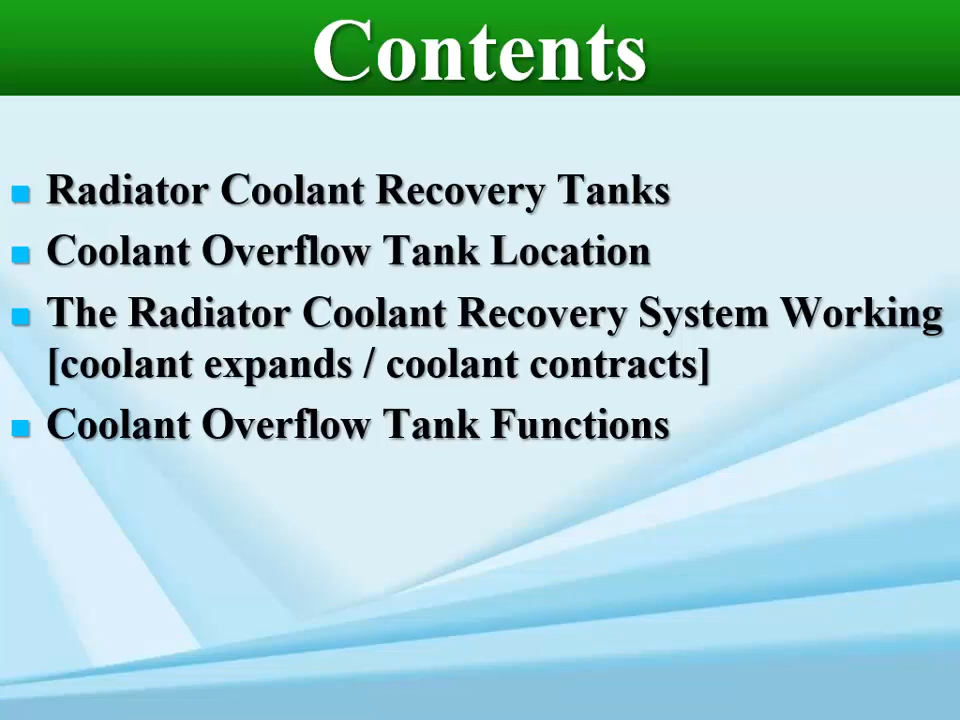 Contents
Radiator Coolant Recovery Tanks
Coolant Overflow Tank Location
The Radiator Coolant Recovery System Working
[coolant expands / coolant contracts]
Coolant Overflow Tank Functions